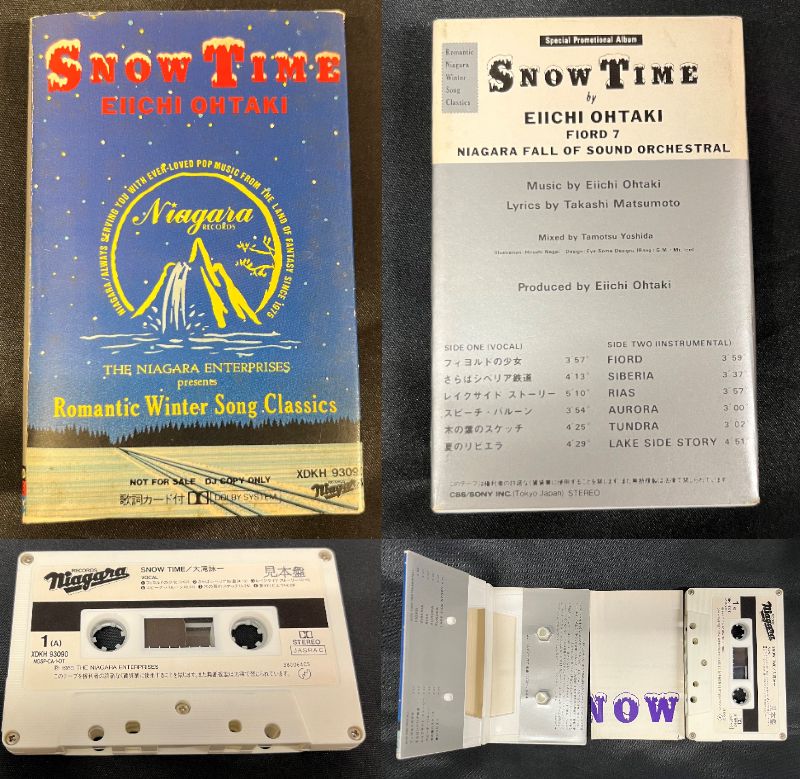 SNOW TIME
EIICHI OHTAKI
NIAGARA/ALWAYS SERVING YOU WITH EVER-LOVED POP MUSIC FROM THE LAND OF FANTASY SINCE 1975
Niagara
RECORDS
THE NIAGARA ENTERPRISES
presents
Romantic Winter Song Classics
XDKH 93090
NOT FOR SALE DJ COPY ONLY
歌詞カード付 DOLBY SYSTEM
Niagara
Special Promotional Album
Romantic
Niagara
Winter
Song
Classics
SNOW TIME
by
EIICHI OHTAKI
FIORD 7
NIAGARA FALL OF SOUND ORCHESTRAL
Music by Eiichi Ohtaki
Lyrics by Takashi Matsumoto
Mixed by Tamotsu Yoshida
Produced by Eiichi Ohtaki
SIDE ONE (VOCAL)
フィヨルドの少女 3'57"
さらばシベリア鉄道 4'13"
レイクサイド ストーリー 5'10"
スピーチ・バルーン 3'54"
木の葉のスケッチ 4'25"
夏のリビエラ 4'29"
SIDE TWO (INSTRUMENTAL)
FIORD 3'59"
SIBERIA 3'37"
RIAS 3'57"
AURORA 3'00"
TUNDRA 3'02"
LAKE SIDE STORY 4'51"
CBS/SONY INC.(Tokyo Japan) STEREO
RECORDS
Niagara
SNOW TIME/大滝詠一
見本盤
VOCAL
1(A)
XDKH 93090
STEREO
JASRAC
THE NIAGARA ENTERPRISES
NOW
Niagara